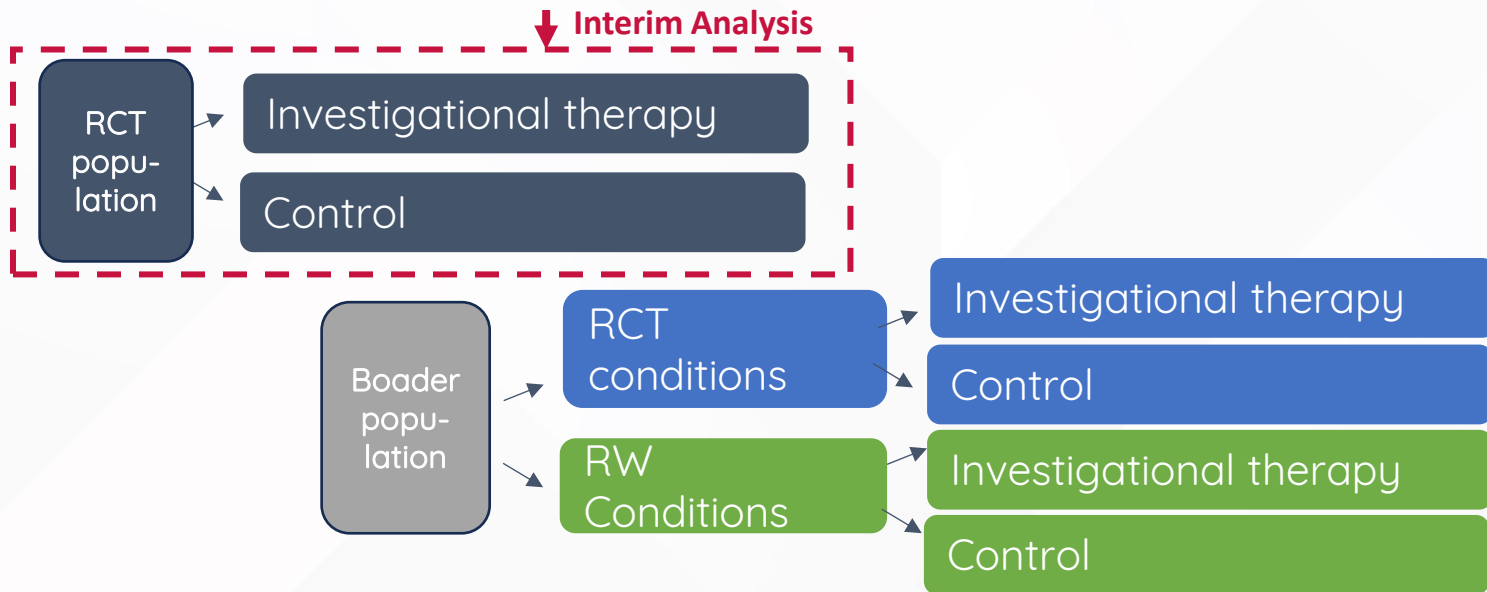 Interim Analysis
RCT
popu-
lation
Investigational therapy
Control
Boader
popu-
lation
RCT
conditions
Investigational therapy
Control
RW
Conditions
Investigational therapy
Control